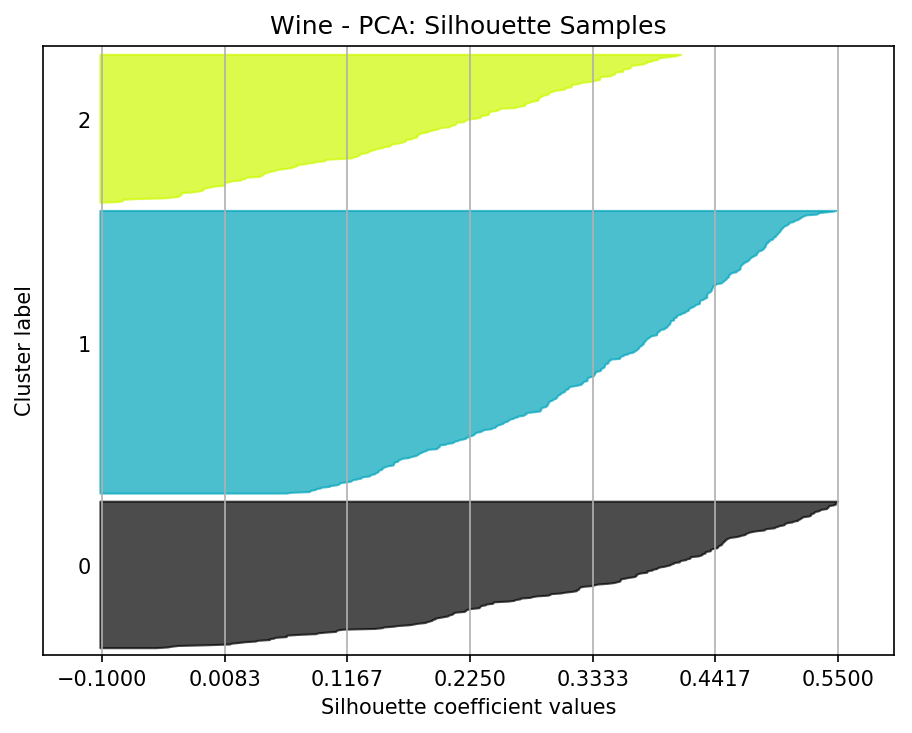 Wine - PCA: Silhouette Samples
2
1
0
Cluster label
−0.1000 0.0083 0.1167 0.2250 0.3333 0.4417 0.5500
Silhouette coefficient values